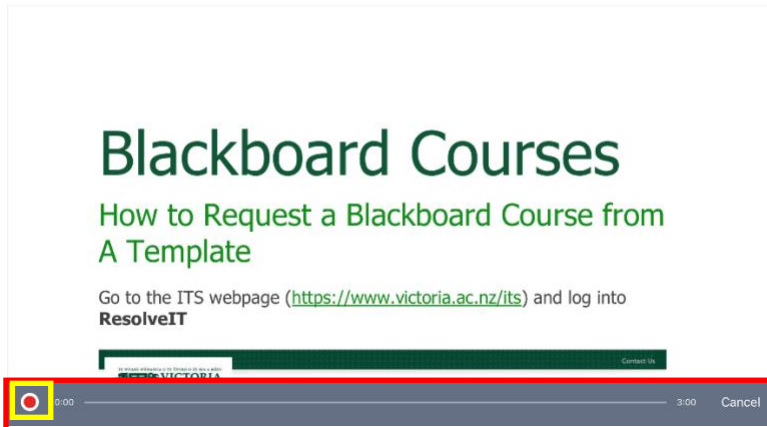 Blackboard Courses
How to Request a Blackboard Course from
A Template
Go to the ITS webpage (https://www.victoria.ac.nz/its) and log into
ResolveIT
Contact Us
VICTORIA
0:00 3:00 Cancel